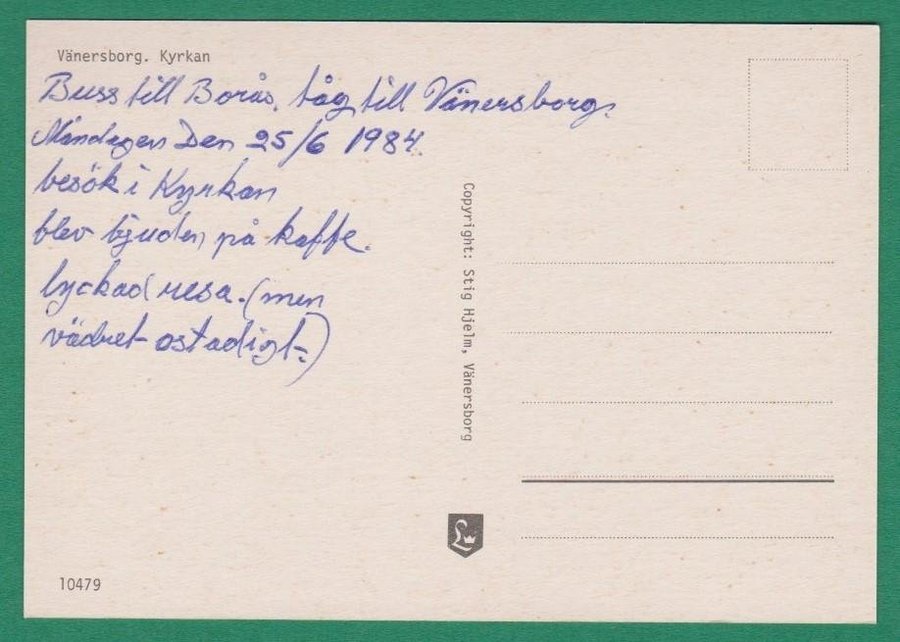 Vänersborg. Kyrkan
Buss till Borås, tåg till Vänersborg.
Måndagen Den 25/6 1984.
besök i Kyrkan
blev bjuden på kaffe.
lyckad resa. (men
vädret ostadigt.)
Copyright: Stig Hjelm, Vänersborg
L
10479